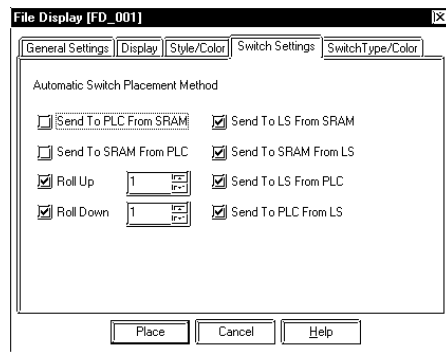 File Display [FD_001]
General Settings Display Style/Color Switch Settings SwitchType/Color
Automatic Switch Placement Method
Send To PLC From SRAM Send To LS From SRAM
Send To SRAM From PLC Send To SRAM From LS
Roll Up 1 Send To LS From PLC
Roll Down 1 Send To PLC From LS
Place Cancel Help